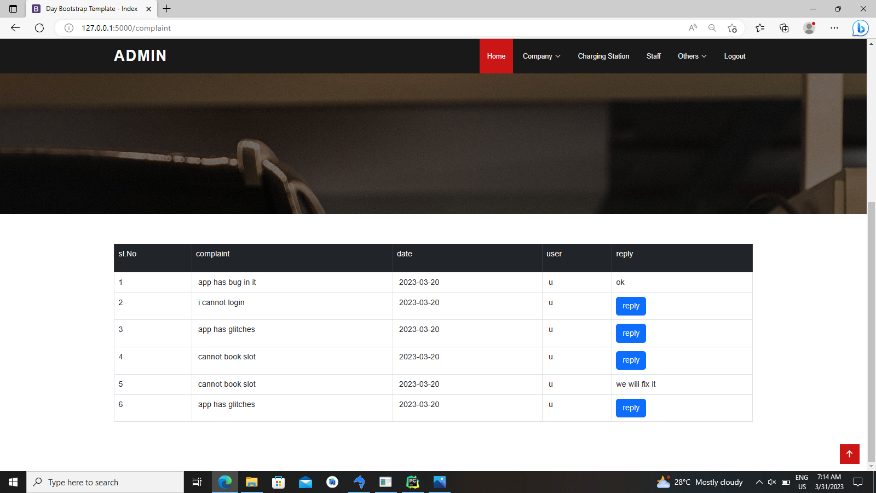 Day Bootstrap Template - Index
127.0.0.1:5000/complaint
ADMIN
Home Company Charging Station Staff Others Logout
sl.No complaint date user reply
1 app has bug in it 2023-03-20 u ok
2 i cannot login 2023-03-20 u reply
3 app has glitches 2023-03-20 u reply
4 cannot book slot 2023-03-20 u reply
5 cannot book slot 2023-03-20 u we will fix it
6 app has glitches 2023-03-20 u reply
Type here to search
28°C Mostly cloudy
ENG
US
7:14 AM
3/31/2023